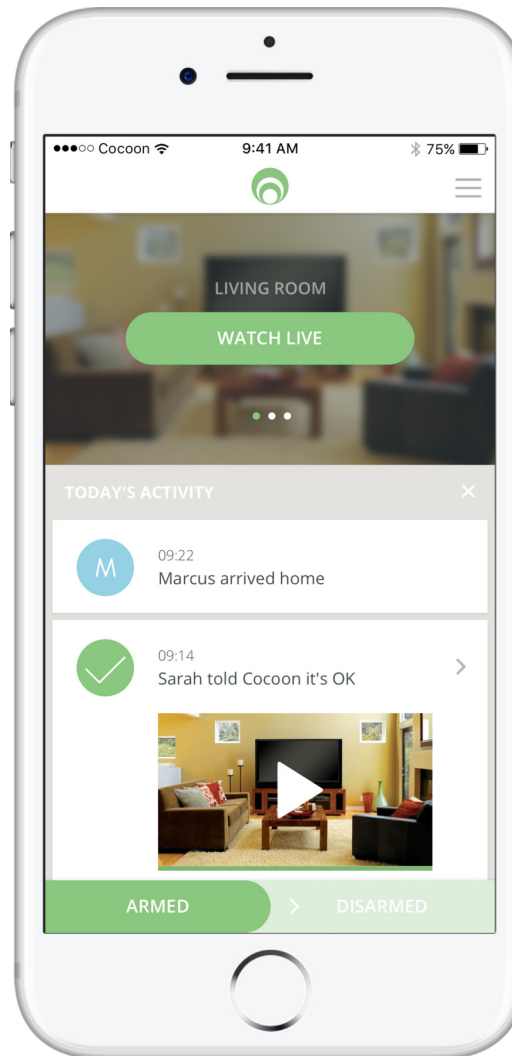 Cocoon 9:41 AM 75%
LIVING ROOM
WATCH LIVE
TODAY'S ACTIVITY
M
09:22
Marcus arrived home
09:14
Sarah told Cocoon it's OK
ARMED > DISARMED